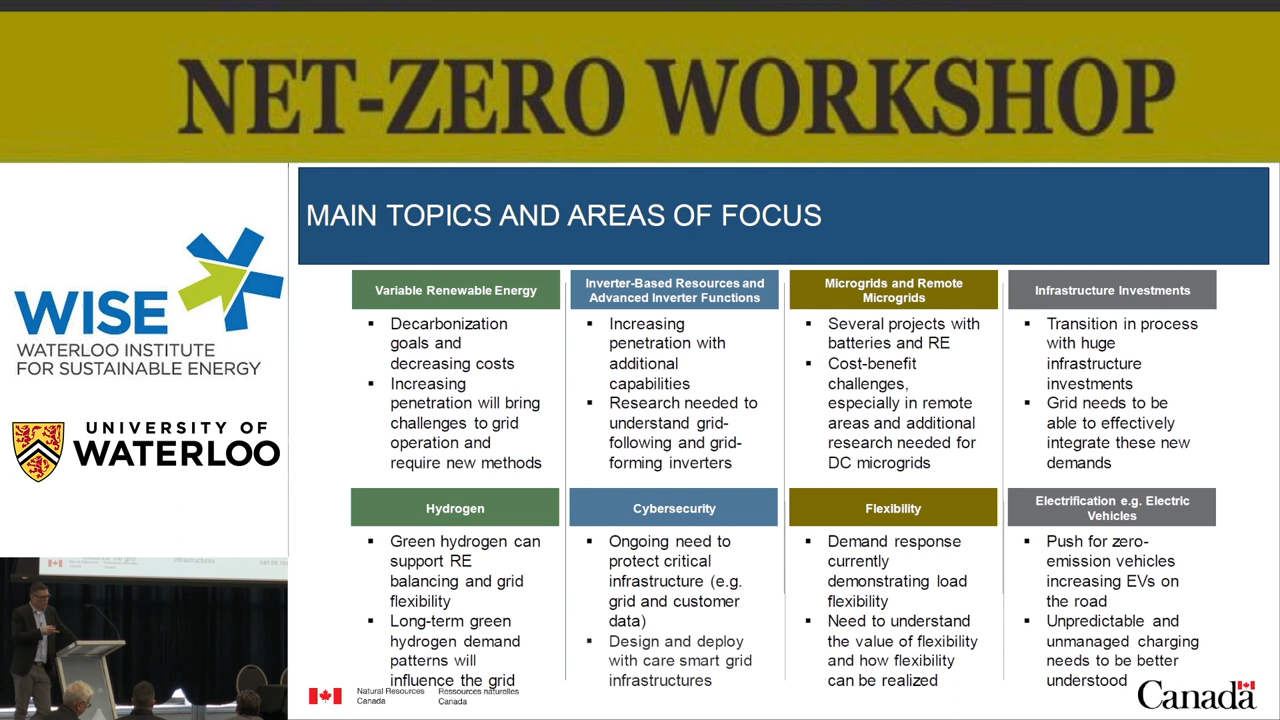 NET-ZERO WORKSHOP
WISE
WATERLOO INSTITUTE
FOR SUSTAINABLE ENERGY
UNIVERSITY OF
WATERLOO
MAIN TOPICS AND AREAS OF FOCUS
Variable Renewable Energy
▪ Decarbonization
goals and
decreasing costs
▪ Increasing
penetration will bring
challenges to grid
operation and
require new methods
Inverter-Based Resources and
Advanced Inverter Functions
▪ Increasing
penetration with
additional
capabilities
▪ Research needed to
understand grid-
following and grid-
forming inverters
Microgrids and Remote
Microgrids
▪ Several projects with
batteries and RE
▪ Cost-benefit
challenges,
especially in remote
areas and additional
research needed for
DC microgrids
Infrastructure Investments
▪ Transition in process
with huge
infrastructure
investments
▪ Grid needs to be
able to effectively
integrate these new
demands
Hydrogen
▪ Green hydrogen can
support RE
balancing and grid
flexibility
▪ Long-term green
hydrogen demand
patterns will
influence the grid
Cybersecurity
▪ Ongoing need to
protect critical
infrastructure (e.g.
grid and customer
data)
▪ Design and deploy
with care smart grid
infrastructures
Flexibility
▪ Demand response
currently
demonstrating load
flexibility
▪ Need to understand
the value of flexibility
and how flexibility
can be realized
Electrification e.g. Electric
Vehicles
▪ Push for zero-
emission vehicles
increasing EVs on
the road
▪ Unpredictable and
unmanaged charging
needs to be better
understood
Natural Resources
Canada
Ressources naturelles
Canada
Canada
infrastructures